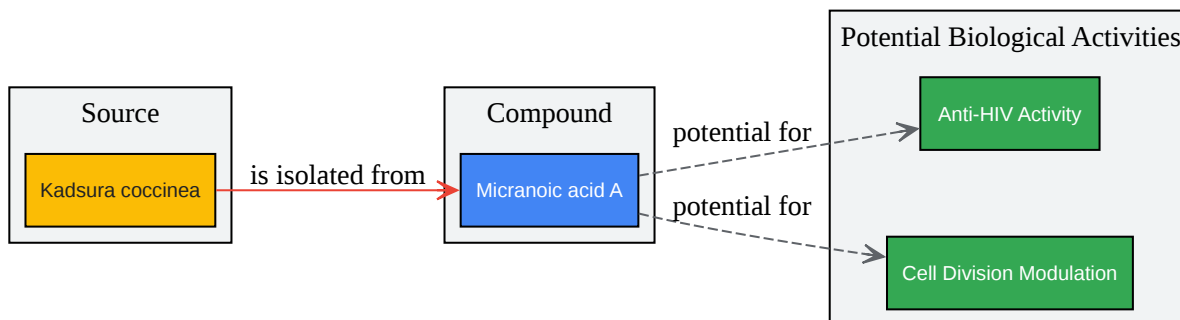 Potential Biological Activities
Source
Compound
Kadsura coccinea
is isolated from
Micranoic acid A
potential for
Anti-HIV Activity
potential for
Cell Division Modulation